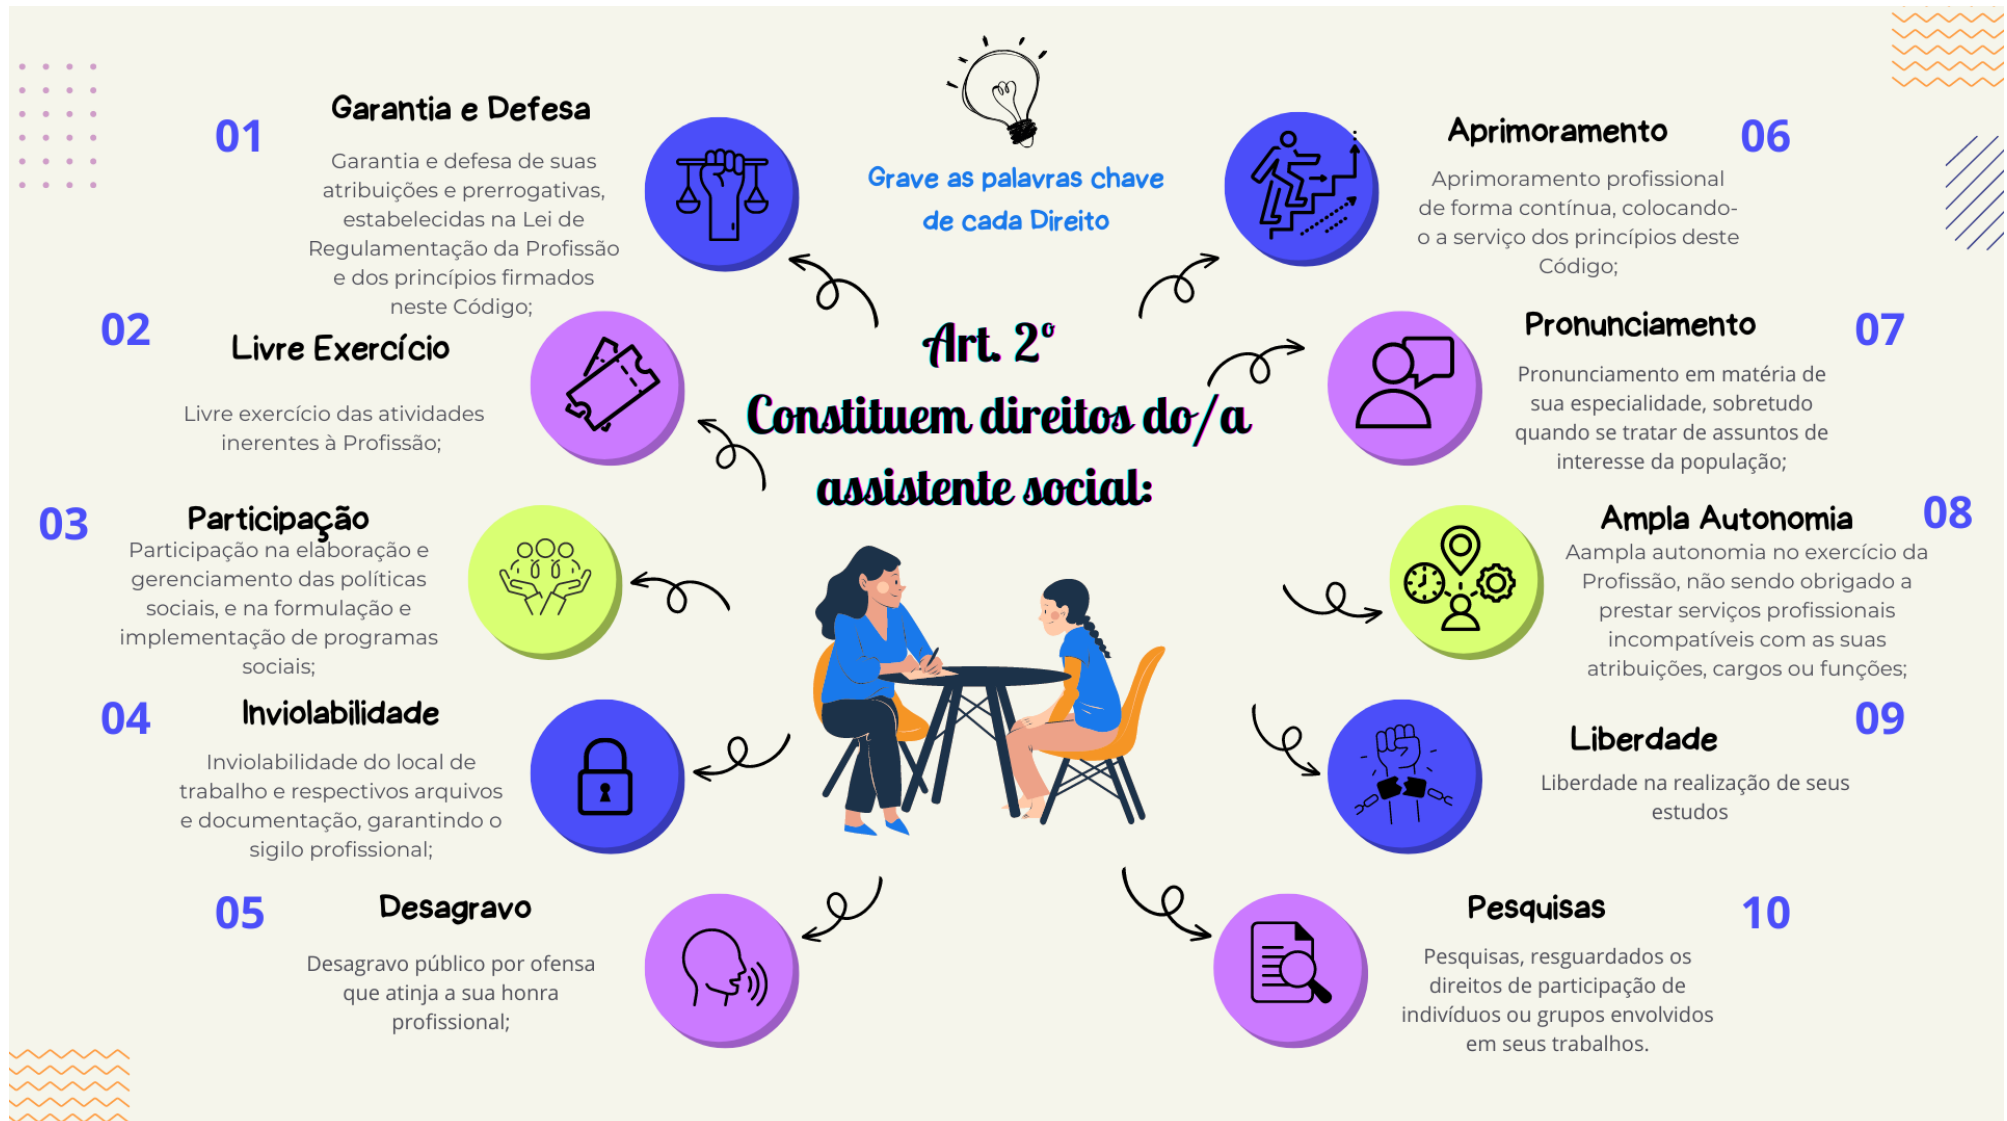 Grave as palavras chave
de cada Direito
Art. 2º
Constituem direitos do/a
assistente social:
01
Garantia e Defesa
Garantia e defesa de suas
atribuições e prerrogativas,
estabelecidas na Lei de
Regulamentação da Profissão
e dos princípios firmados
neste Código;
02
Livre Exercício
Livre exercício das atividades
inerentes à Profissão;
03
Participação
Participação na elaboração e
gerenciamento das políticas
sociais, e na formulação e
implementação de programas
sociais;
04
Inviolabilidade
Inviolabilidade do local de
trabalho e respectivos arquivos
e documentação, garantindo o
sigilo profissional;
05
Desagravo
Desagravo público por ofensa
que atinja a sua honra
profissional;
Aprimoramento
06
Aprimoramento profissional
de forma contínua, colocando-
o a serviço dos princípios deste
Código;
Pronunciamento
07
Pronunciamento em matéria de
sua especialidade, sobretudo
quando se tratar de assuntos de
interesse da população;
Ampla Autonomia
08
Aampla autonomia no exercício da
Profissão, não sendo obrigado a
prestar serviços profissionais
incompatíveis com as suas
atribuições, cargos ou funções;
Liberdade
09
Liberdade na realização de seus
estudos
Pesquisas
10
Pesquisas, resguardados os
direitos de participação de
indivíduos ou grupos envolvidos
em seus trabalhos.